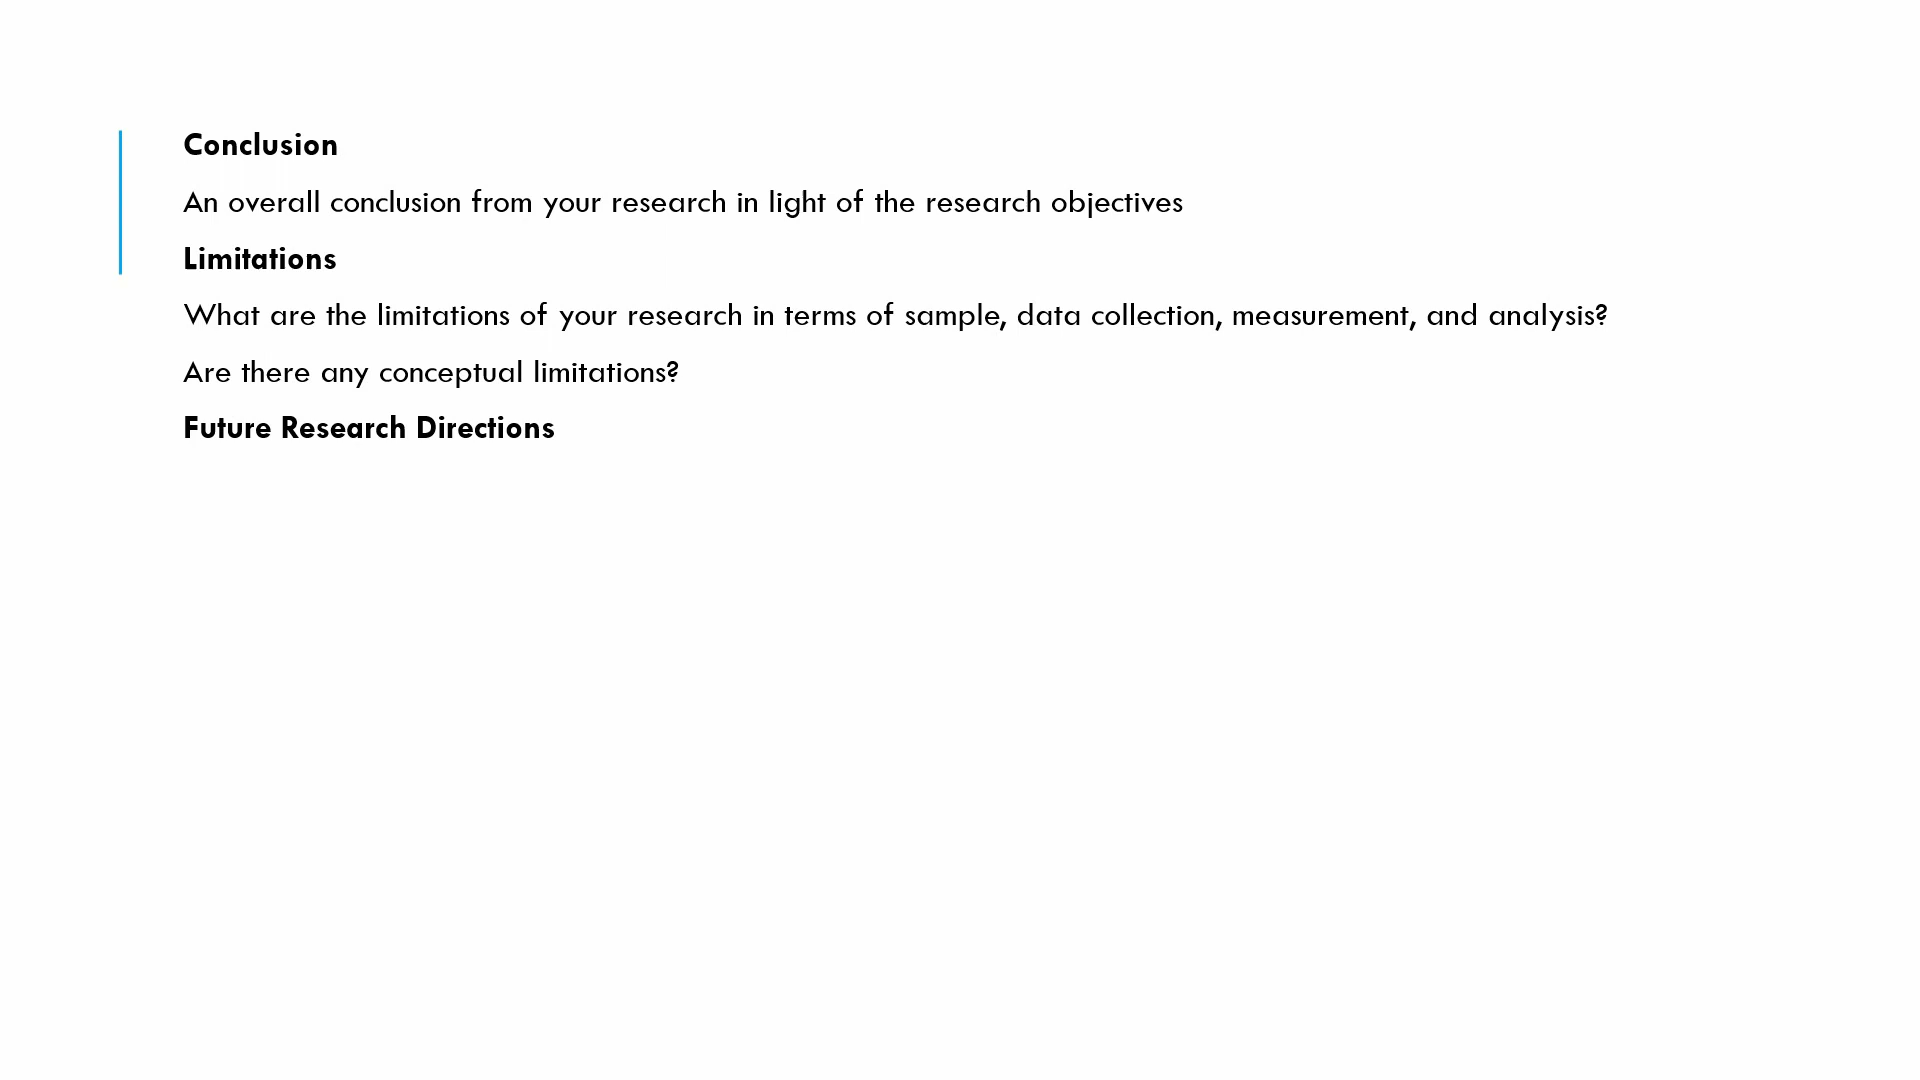 Conclusion
An overall conclusion from your research in light of the research objectives
Limitations
What are the limitations of your research in terms of sample, data collection, measurement, and analysis?
Are there any conceptual limitations?
Future Research Directions